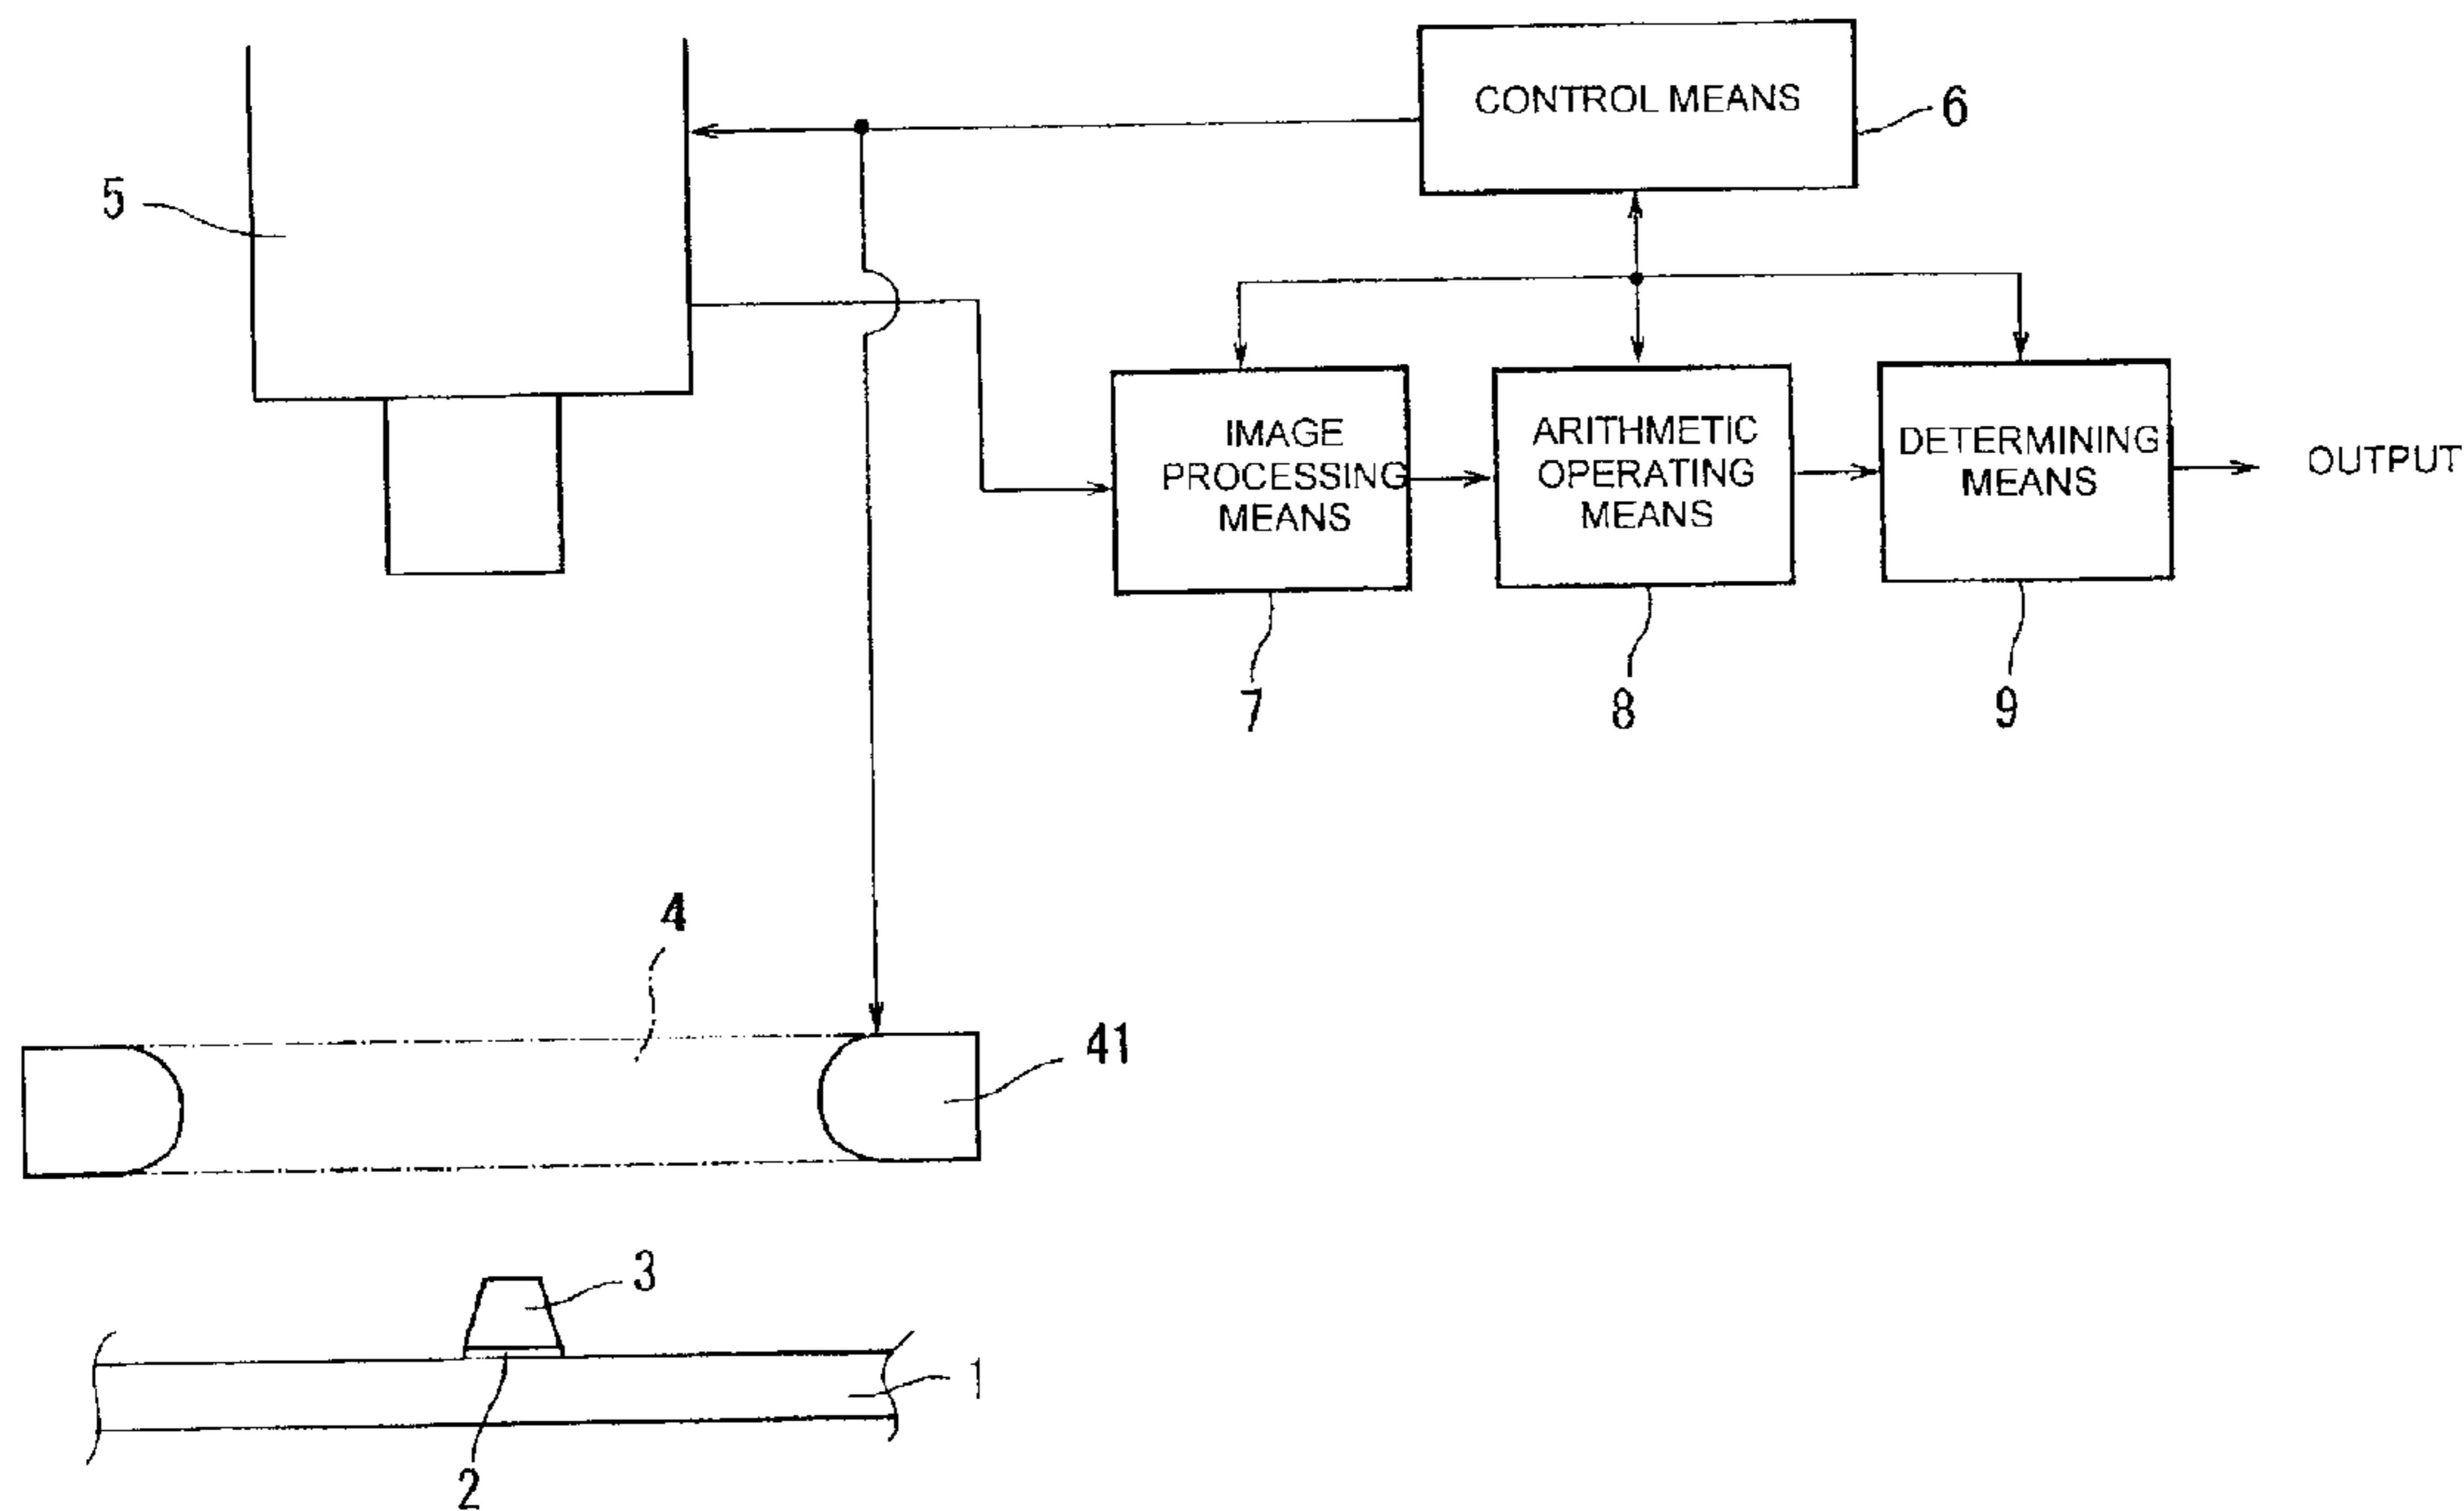 CONTROL MEANS
6
5
IMAGE
PROCESSING
MEANS
ARITHMETIC
OPERATING
MEANS
DETERMINING
MEANS
OUTPUT
7
8
9
4
41
3
1
2